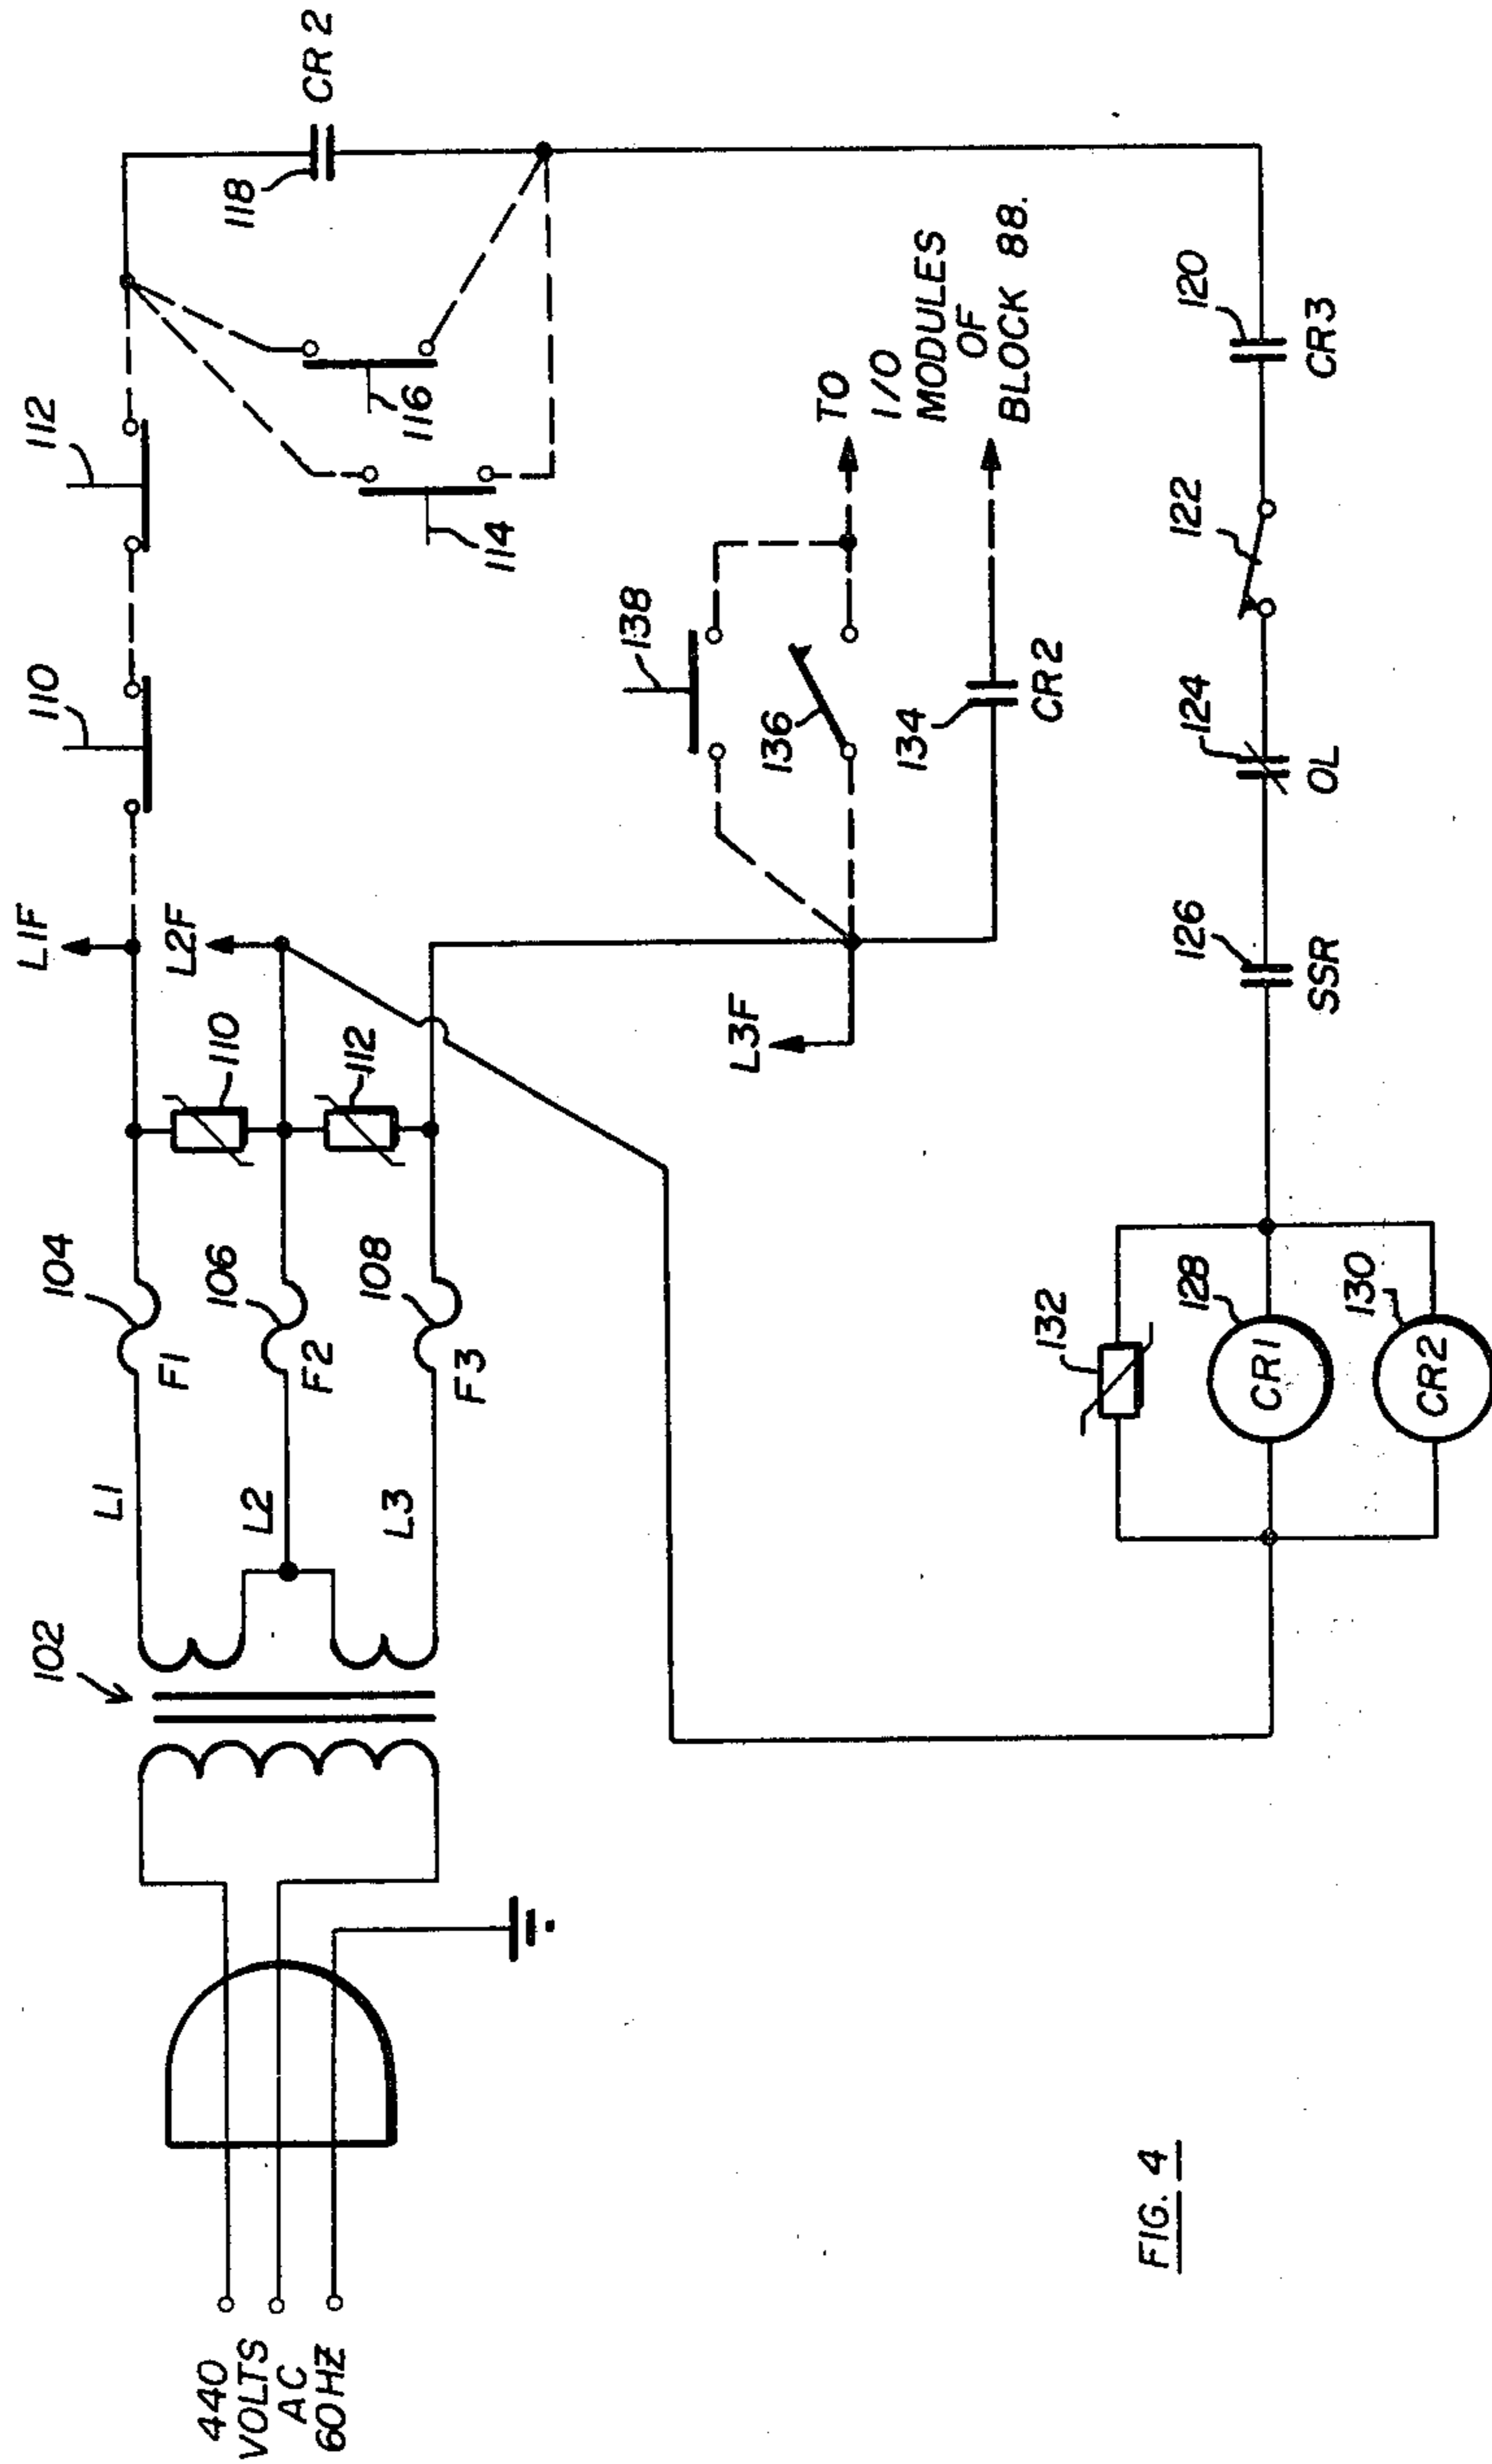 440
VOLTS
AC
60HZ
102
L1
L2
L3
104
F1
106
F2
108
F3
110
112
L1F
L2F
110
112
118
CR 2
116
114
L3F
138
136
134
CR2
TO
I/O
MODULES
OF
BLOCK 88.
132
128
CR1
130
CR2
126
SSR
124
OL
122
120
CR3
FIG. 4